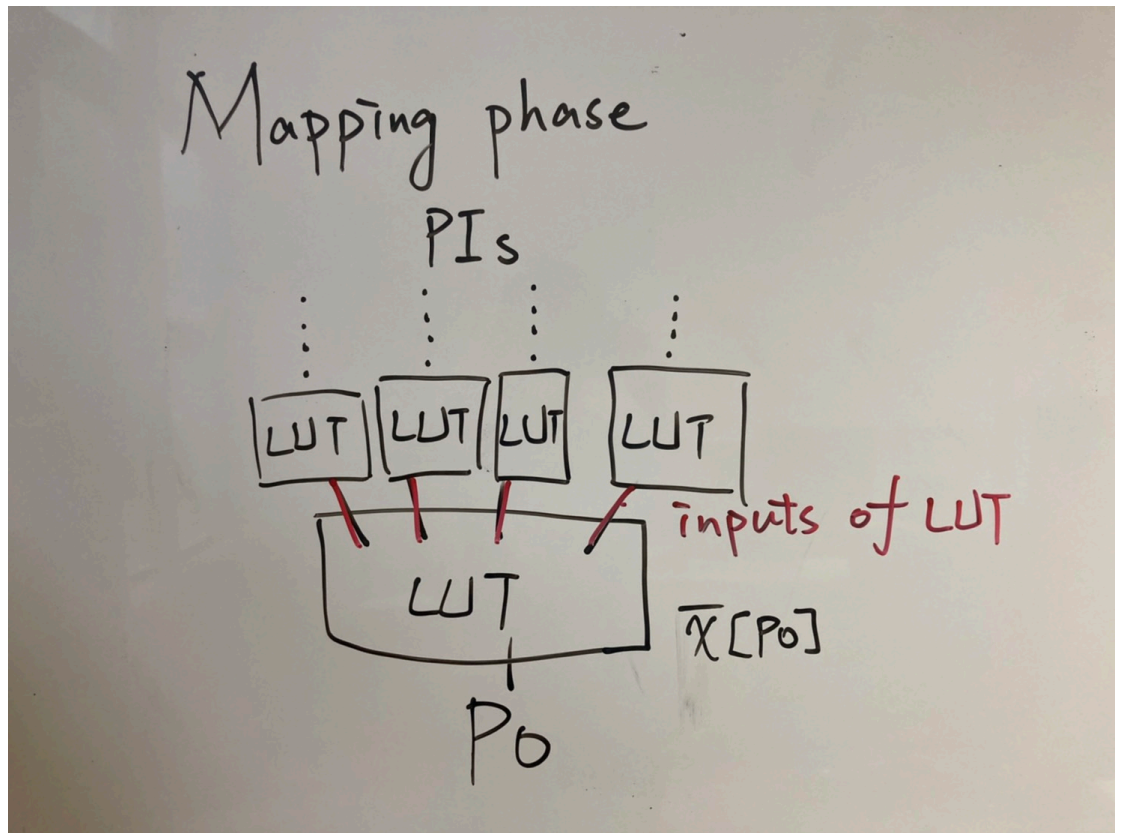 Mapping phase
PIs
LUT LUT LUT LUT
inputs of LUT
LUT
X̄[PO]
PO